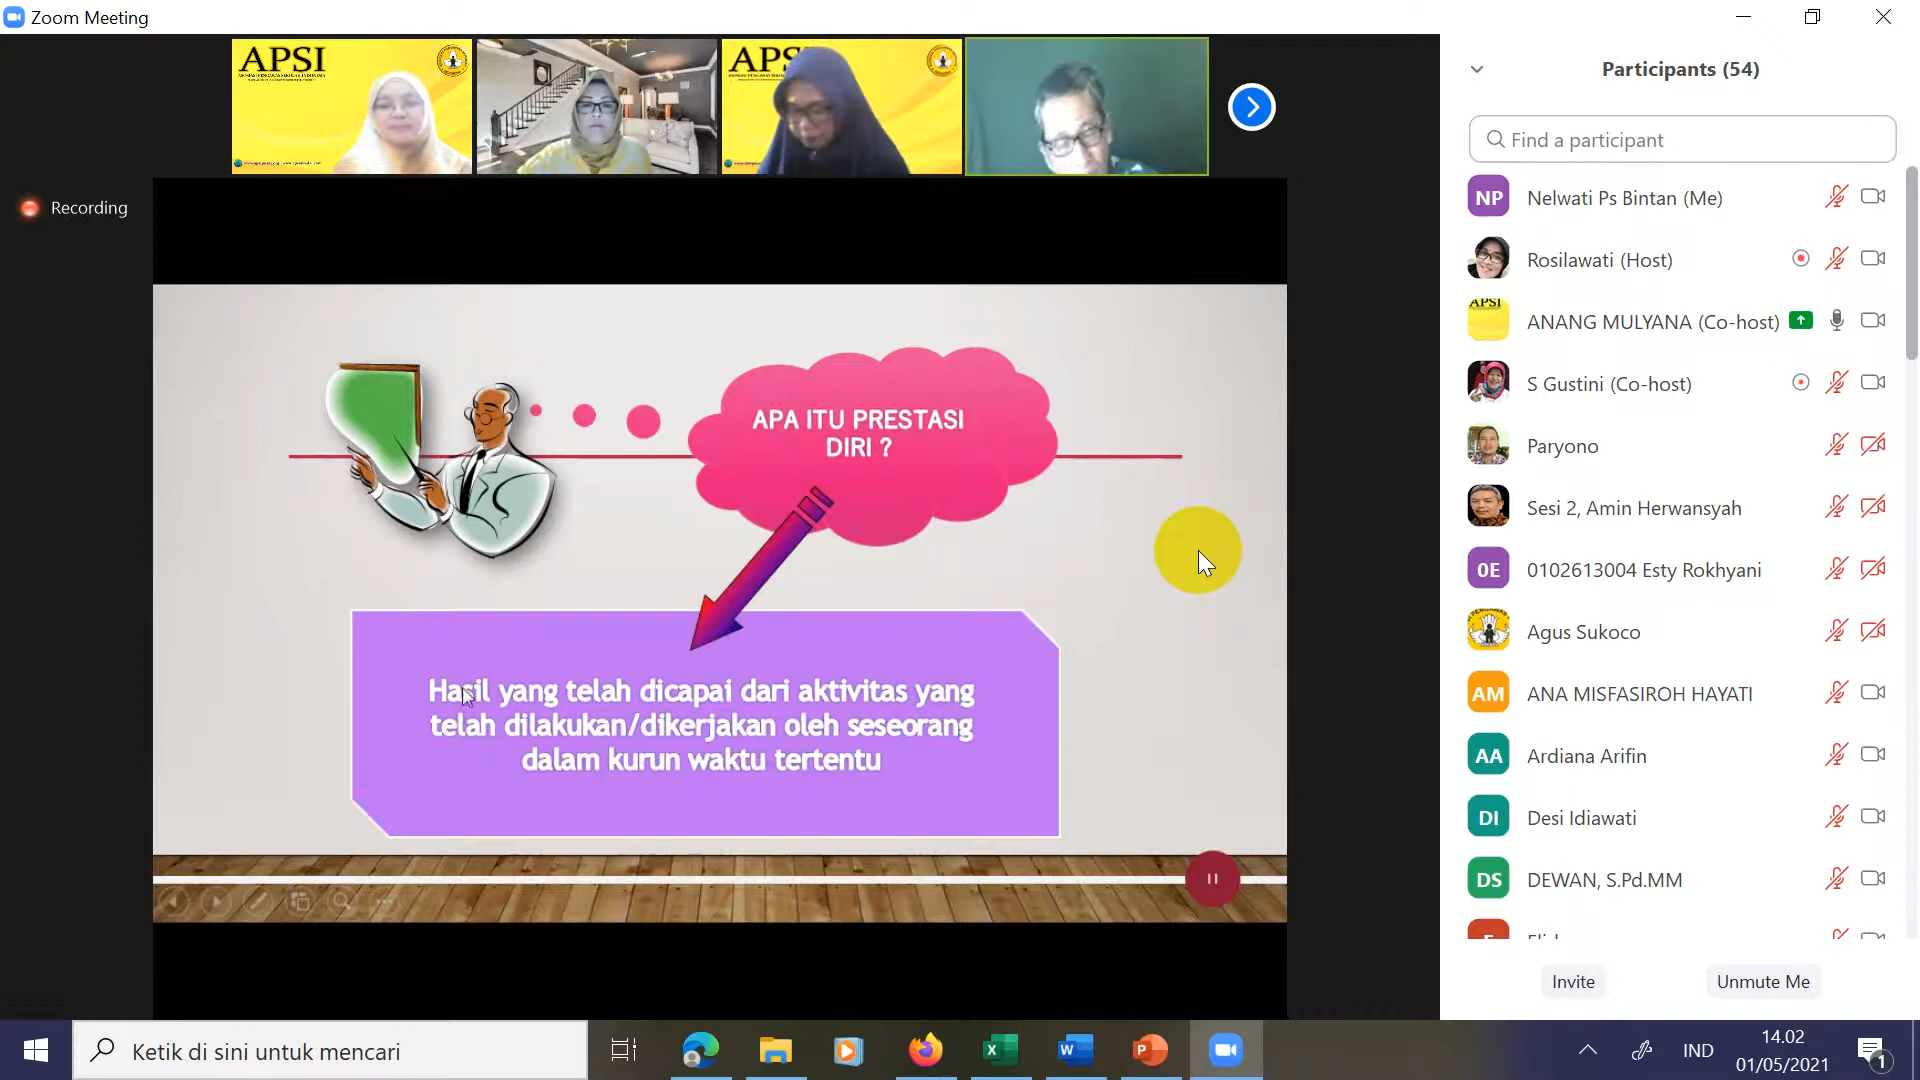 Zoom Meeting
APSI
APSI
Recording
Participants (54)
Find a participant
NP Nelwati Ps Bintan (Me)
Rosilawati (Host)
APSI ANANG MULYANA (Co-host)
S Gustini (Co-host)
Paryono
Sesi 2, Amin Herwansyah
0E 0102613004 Esty Rokhyani
Agus Sukoco
AM ANA MISFASIROH HAYATI
AA Ardiana Arifin
DI Desi Idiawati
DS DEWAN, S.Pd.MM
Invite
Unmute Me
APA ITU PRESTASI
DIRI ?
Hasil yang telah dicapai dari aktivitas yang
telah dilakukan/dikerjakan oleh seseorang
dalam kurun waktu tertentu
Ketik di sini untuk mencari
IND
14.02
01/05/2021
1